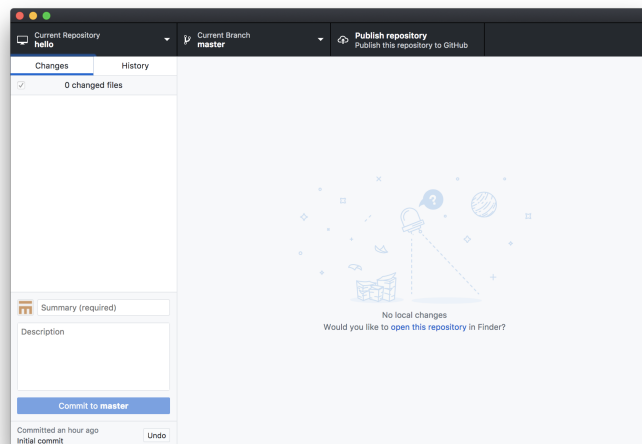 Current Repository
hello
Current Branch
master
Publish repository
Publish this repository to GitHub
Changes
History
0 changed files
?
No local changes
Would you like to open this repository in Finder?
Summary (required)
Description
Commit to master
Committed an hour ago
Initial commit
Undo